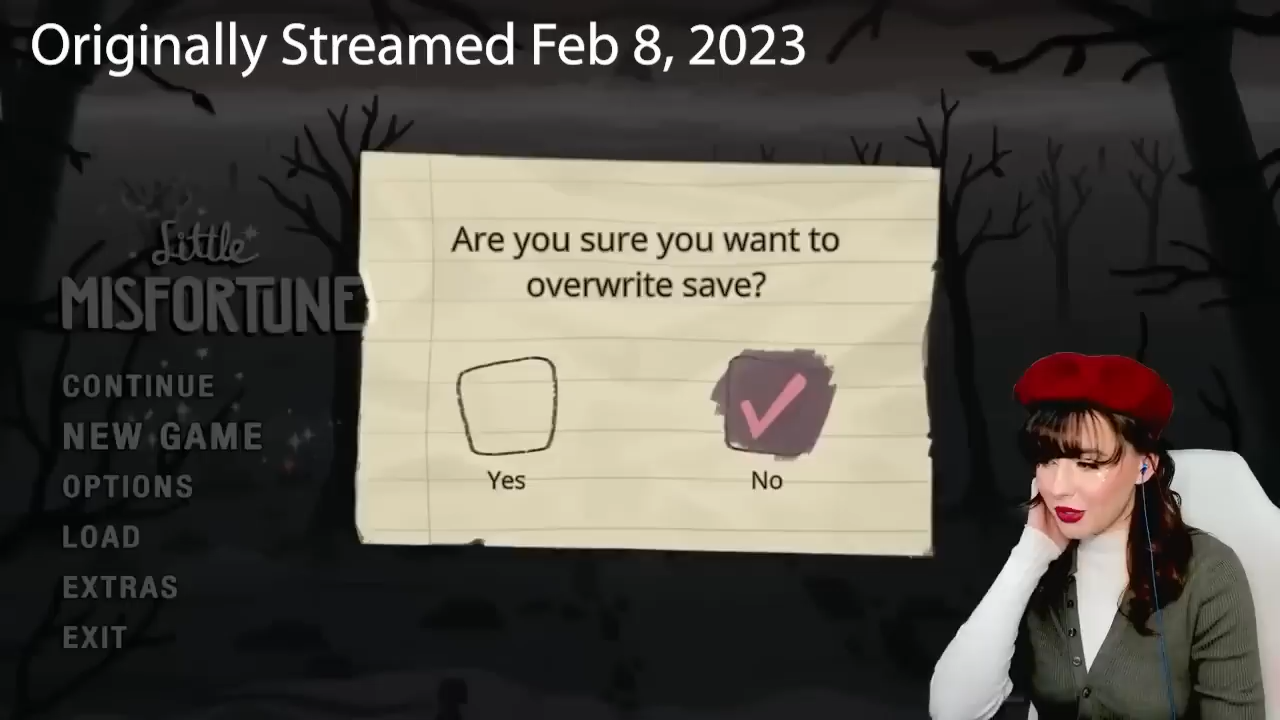 Originally Streamed Feb 8, 2023
Little
MISFORTUNE
CONTINUE
NEW GAME
OPTIONS
LOAD
EXTRAS
EXIT
Are you sure you want to
overwrite save?
Yes
No